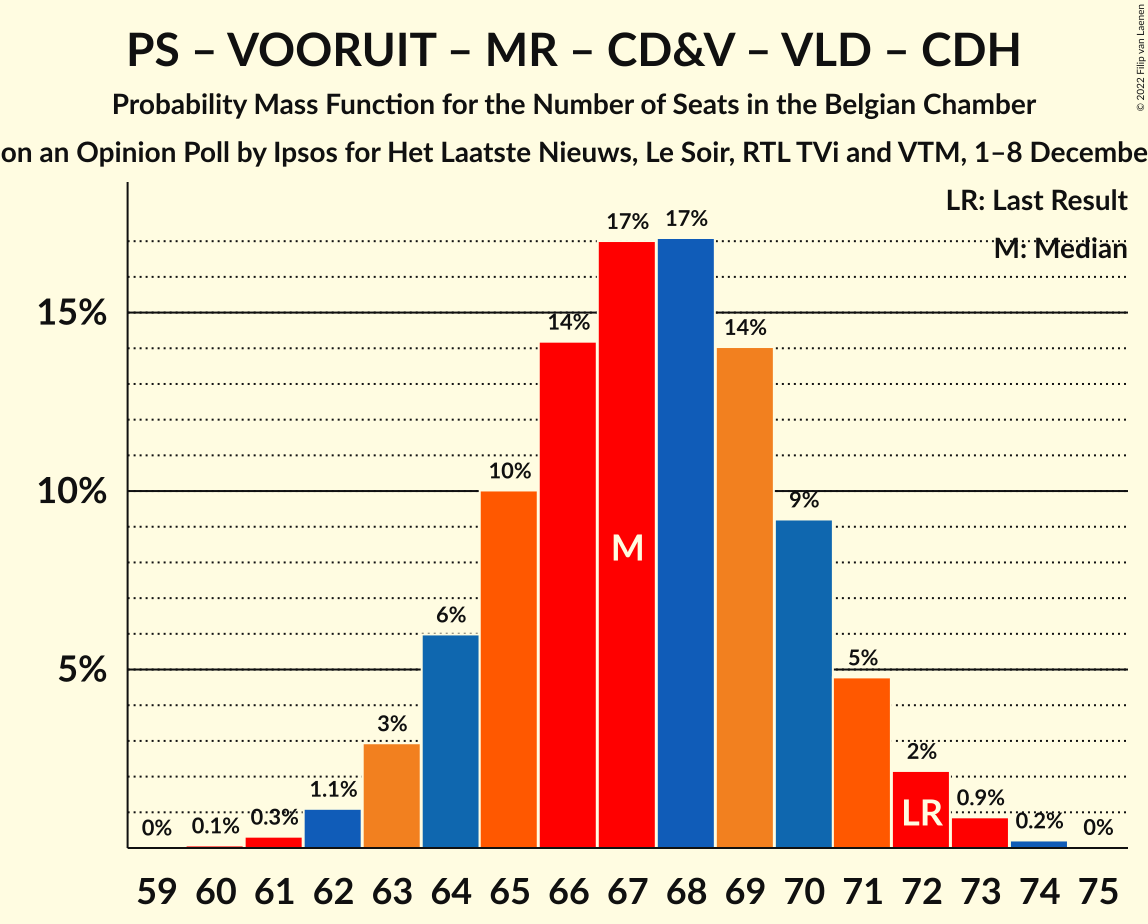 PS – VOORUIT – MR – CD&V – VLD – CDH
Probability Mass Function for the Number of Seats in the Belgian Chamber
on an Opinion Poll by Ipsos for Het Laatste Nieuws, Le Soir, RTL TVi and VTM, 1–8 Decembe
© 2022 Filip van Laenen
LR: Last Result
M: Median
17% 17%
15%
14% 14%
10%
10% 9%
M
6%
5%
5%
3%
2%
1.1% 0.9%
LR
0% 0.1% 0.3% 0.2% 0%
59 60 61 62 63 64 65 66 67 68 69 70 71 72 73 74 75